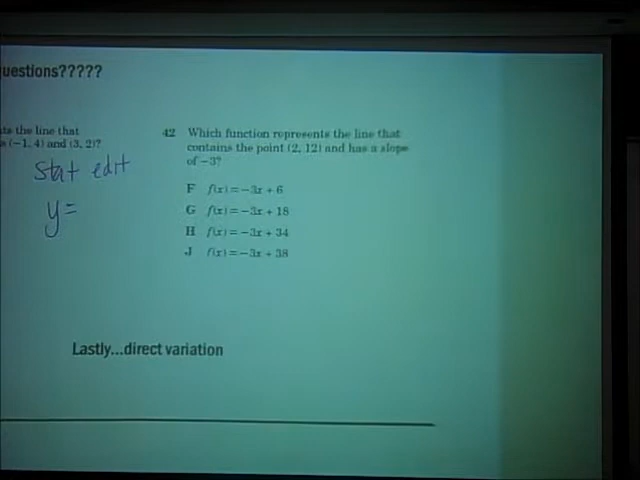 uestions?????
ts the line that
(−1, 4) and (3, 2)?
stat edit
y=
42 Which function represents the line that
contains the point (2, 12) and has a slope
of −3?
F f(x) = −3x + 6
G f(x) = −3x + 18
H f(x) = −3x + 34
J f(x) = −3x + 38
Lastly...direct variation